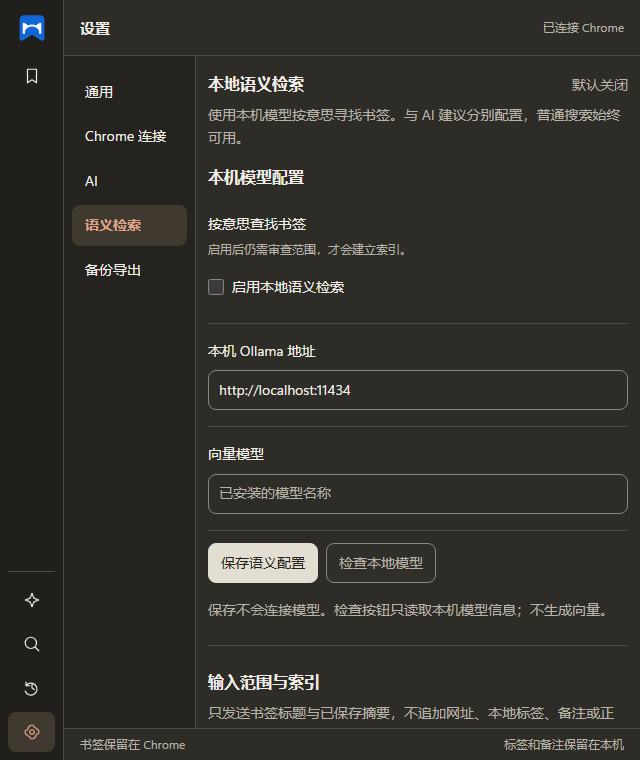 设置
已连接 Chrome
通用
Chrome 连接
AI
语义检索
备份导出
本地语义检索
默认关闭
使用本机模型按意思寻找书签。与 AI 建议分别配置，普通搜索始终
可用。
本机模型配置
按意思查找书签
启用后仍需审查范围，才会建立索引。
启用本地语义检索
本机 Ollama 地址
http://localhost:11434
向量模型
已安装的模型名称
保存语义配置
检查本地模型
保存不会连接模型。检查按钮只读取本机模型信息；不生成向量。
输入范围与索引
只发送书签标题与已保存摘要，不追加网址、本地标签、备注或正
书签保留在 Chrome
标签和备注保留在本机